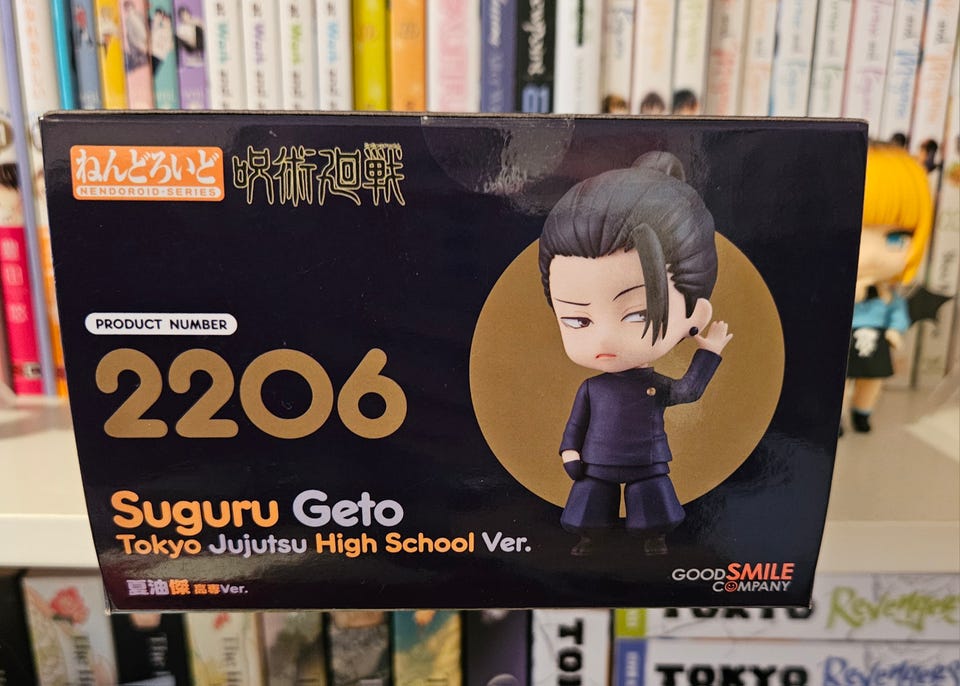 ねんどろいど
NENDOROID·SERIES
呪術廻戦
PRODUCT NUMBER
2206
Suguru Geto
Tokyo Jujutsu High School Ver.
夏油傑 高専Ver.
GOOD SMILE
COMPANY
01
TOKYO Revengers
TOKYO Revengers